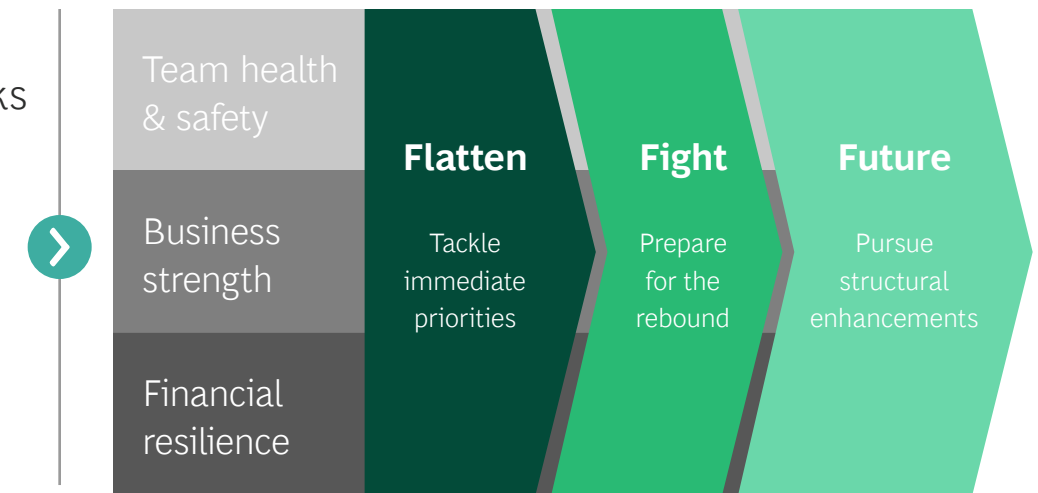 ks
Team health
& safety
Business
strength
Financial
resilience
Flatten
Tackle
immediate
priorities
Fight
Prepare
for the
rebound
Future
Pursue
structural
enhancements